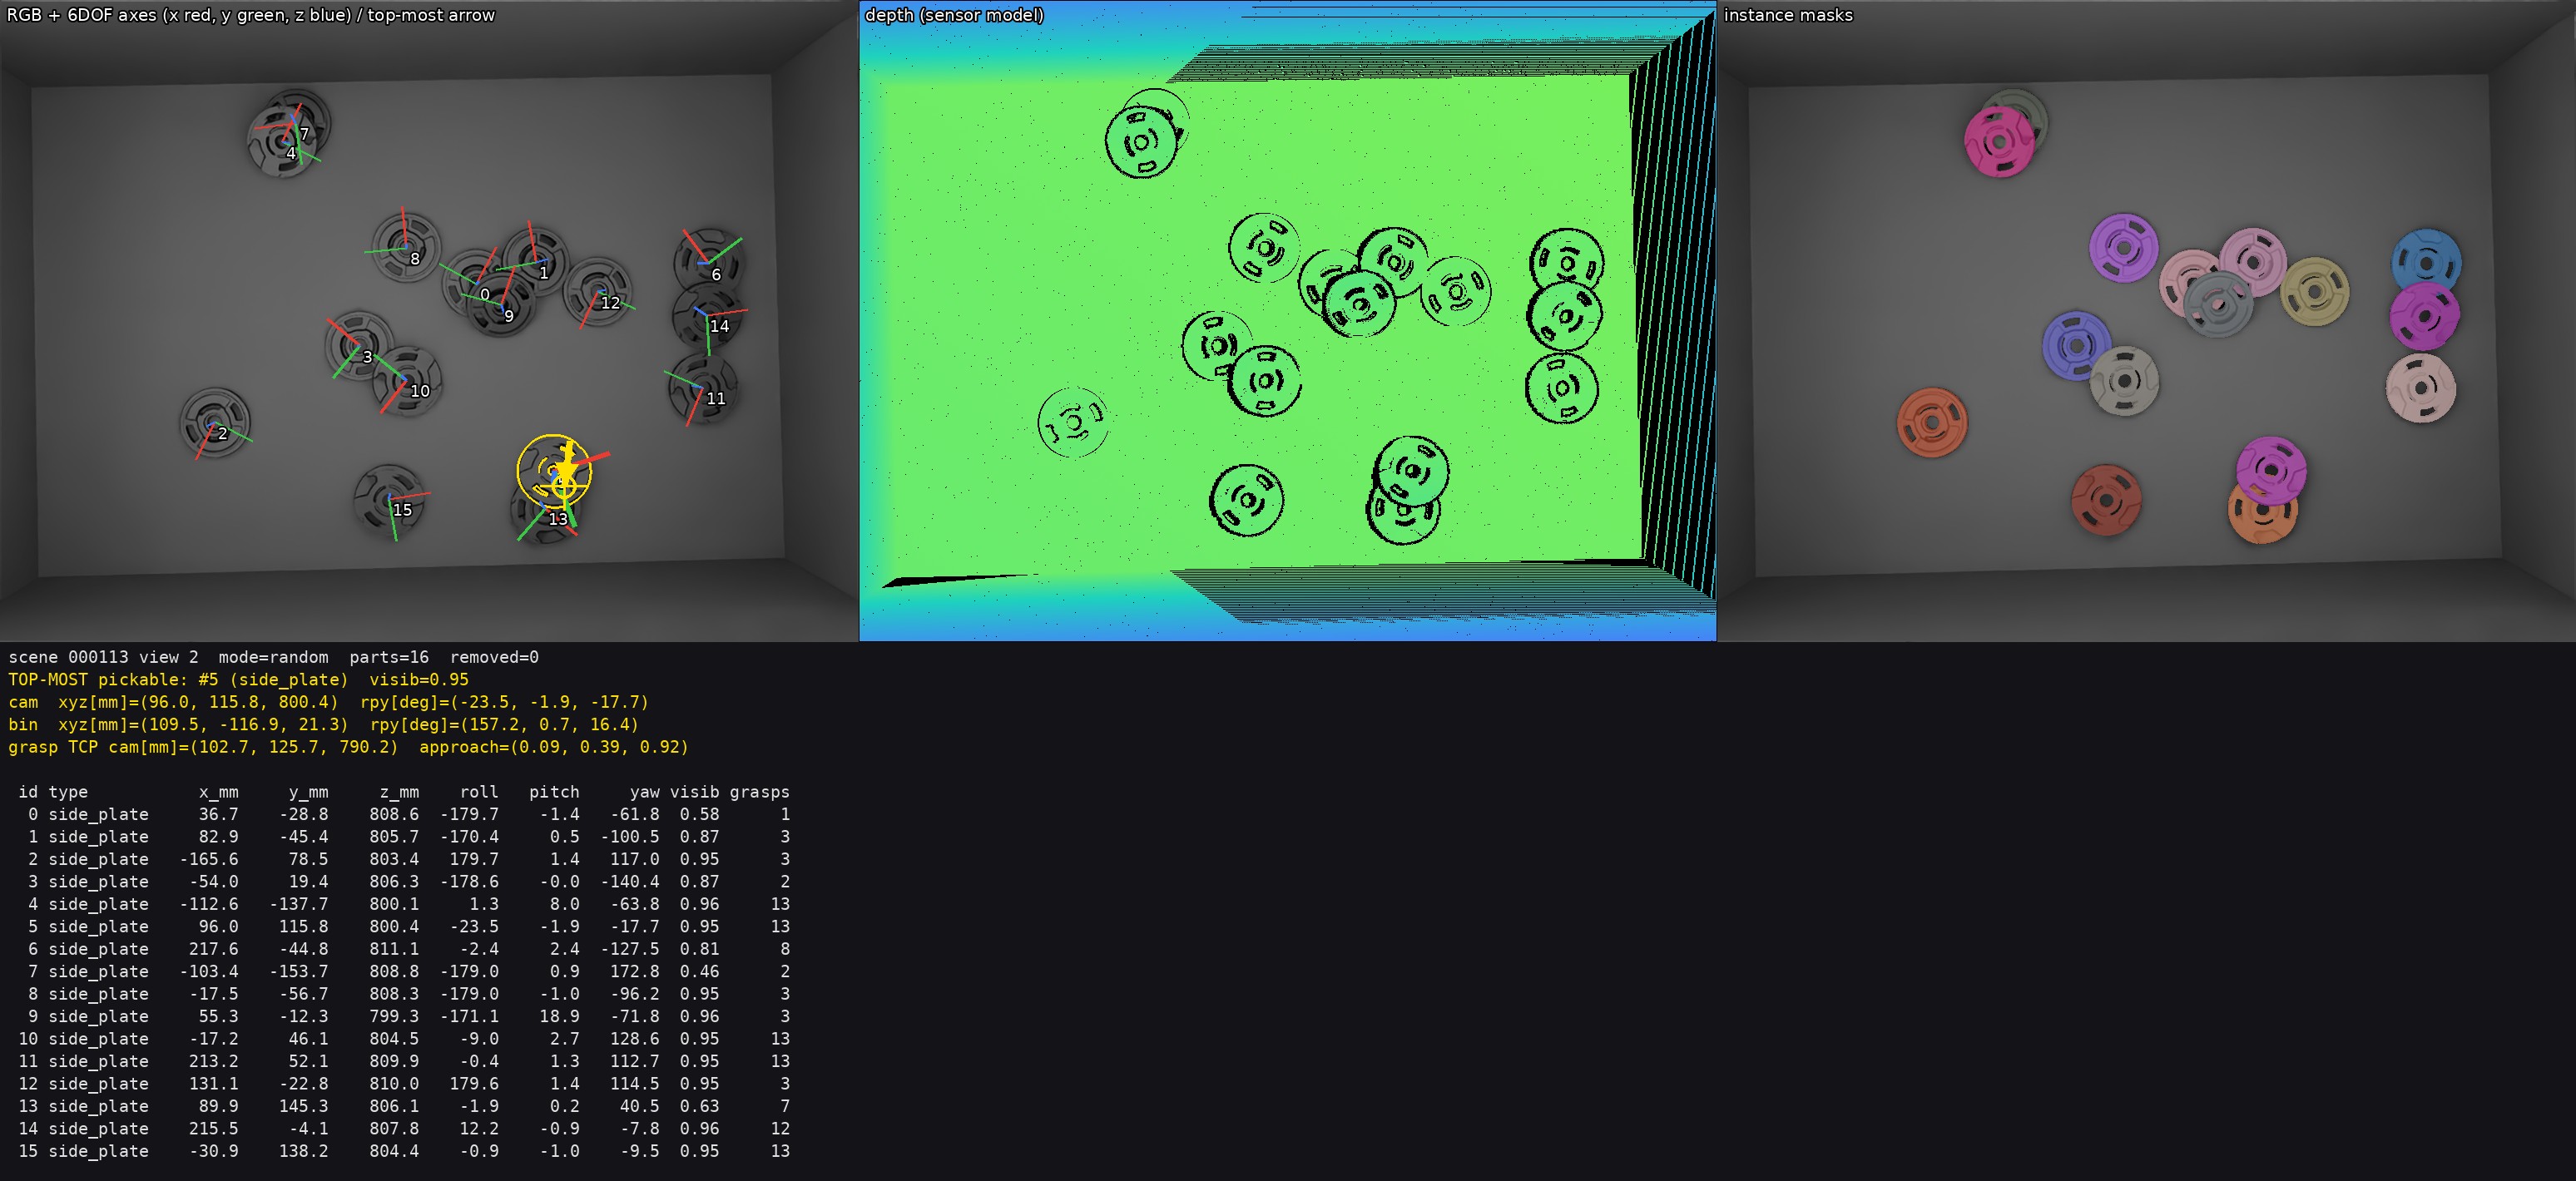 RGB + 6DOF axes (x red, y green, z blue) / top-most arrow
depth (sensor model)
instance masks
7
4
8
1
0
9
12
6
14
3
10
11
2
15
13
scene 000113 view 2  mode=random  parts=16  removed=0
TOP-MOST pickable: #5 (side_plate)  visib=0.95
cam  xyz[mm]=(96.0, 115.8, 800.4)  rpy[deg]=(-23.5, -1.9, -17.7)
bin  xyz[mm]=(109.5, -116.9, 21.3)  rpy[deg]=(157.2, 0.7, 16.4)
grasp TCP cam[mm]=(102.7, 125.7, 790.2)  approach=(0.09, 0.39, 0.92)
id type x_mm y_mm z_mm roll pitch yaw visib grasps
0 side_plate 36.7 -28.8 808.6 -179.7 -1.4 -61.8 0.58 1
1 side_plate 82.9 -45.4 805.7 -170.4 0.5 -100.5 0.87 3
2 side_plate -165.6 78.5 803.4 179.7 1.4 117.0 0.95 3
3 side_plate -54.0 19.4 806.3 -178.6 -0.0 -140.4 0.87 2
4 side_plate -112.6 -137.7 800.1 1.3 8.0 -63.8 0.96 13
5 side_plate 96.0 115.8 800.4 -23.5 -1.9 -17.7 0.95 13
6 side_plate 217.6 -44.8 811.1 -2.4 2.4 -127.5 0.81 8
7 side_plate -103.4 -153.7 808.8 -179.0 0.9 172.8 0.46 2
8 side_plate -17.5 -56.7 808.3 -179.0 -1.0 -96.2 0.95 3
9 side_plate 55.3 -12.3 799.3 -171.1 18.9 -71.8 0.96 3
10 side_plate -17.2 46.1 804.5 -9.0 2.7 128.6 0.95 13
11 side_plate 213.2 52.1 809.9 -0.4 1.3 112.7 0.95 13
12 side_plate 131.1 -22.8 810.0 179.6 1.4 114.5 0.95 3
13 side_plate 89.9 145.3 806.1 -1.9 0.2 40.5 0.63 7
14 side_plate 215.5 -4.1 807.8 12.2 -0.9 -7.8 0.96 12
15 side_plate -30.9 138.2 804.4 -0.9 -1.0 -9.5 0.95 13